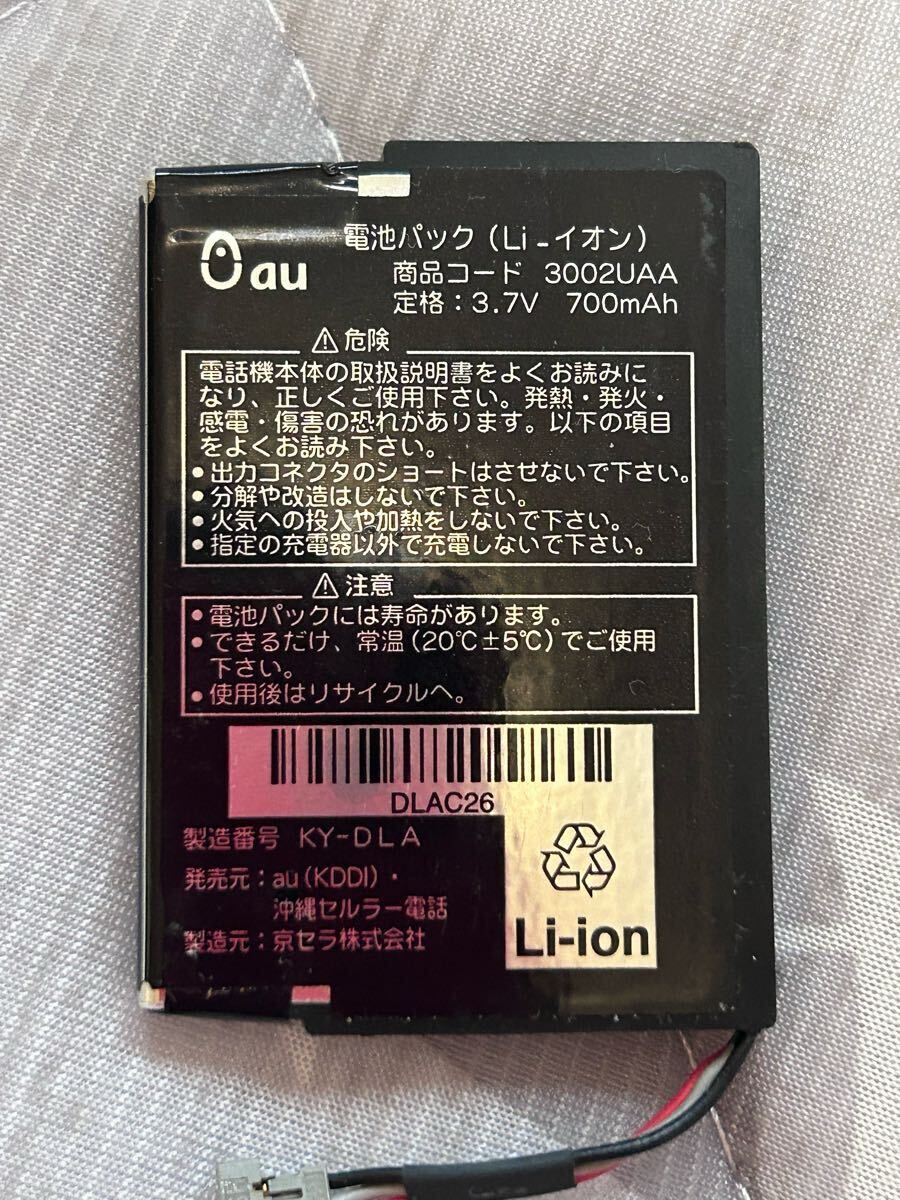 au
電池パック（Li-イオン）
商品コード 3002UAA
定格：3.7V 700mAh
⚠危険
電話機本体の取扱説明書をよくお読みに
なり、正しくご使用下さい。発熱・発火・
感電・傷害の恐れがあります。以下の項目
をよくお読み下さい。
●出力コネクタのショートはさせないで下さい。
●分解や改造はしないで下さい。
●火気への投入や加熱をしないで下さい。
●指定の充電器以外で充電しないで下さい。
⚠注意
●電池パックには寿命があります。
●できるだけ、常温（20℃±5℃）でご使用
下さい。
●使用後はリサイクルへ。
DLAC26
製造番号 KY-DLA
発売元：au（KDDI）・
沖縄セルラー電話
製造元：京セラ株式会社
Li-ion